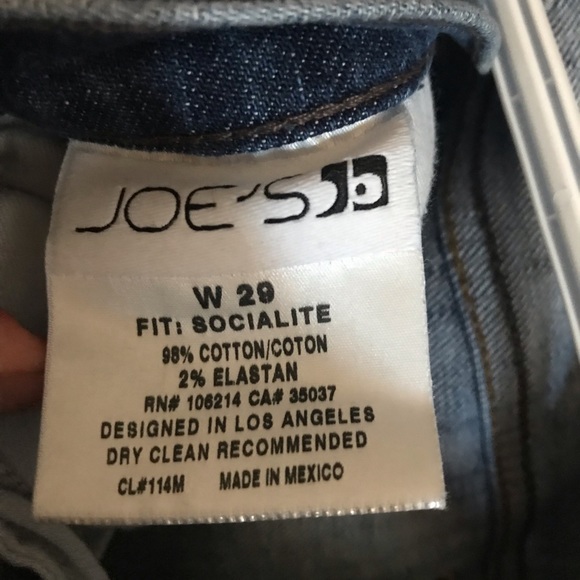 JOE'S
W 29
FIT: SOCIALITE
98% COTTON/COTON
2% ELASTAN
RN# 106214 CA# 35037
DESIGNED IN LOS ANGELES
DRY CLEAN RECOMMENDED
CL#114M MADE IN MEXICO